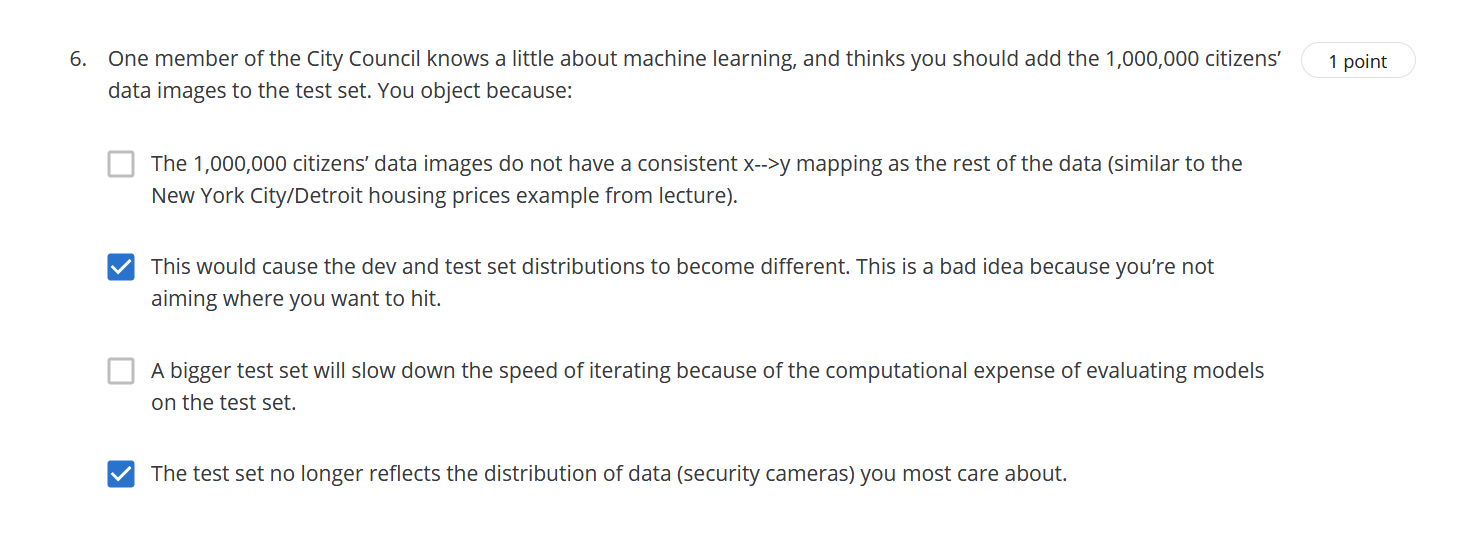 6. One member of the City Council knows a little about machine learning, and thinks you should add the 1,000,000 citizens’ 1 point
data images to the test set. You object because:
The 1,000,000 citizens’ data images do not have a consistent x-->y mapping as the rest of the data (similar to the
New York City/Detroit housing prices example from lecture).
This would cause the dev and test set distributions to become different. This is a bad idea because you’re not
aiming where you want to hit.
A bigger test set will slow down the speed of iterating because of the computational expense of evaluating models
on the test set.
The test set no longer reflects the distribution of data (security cameras) you most care about.